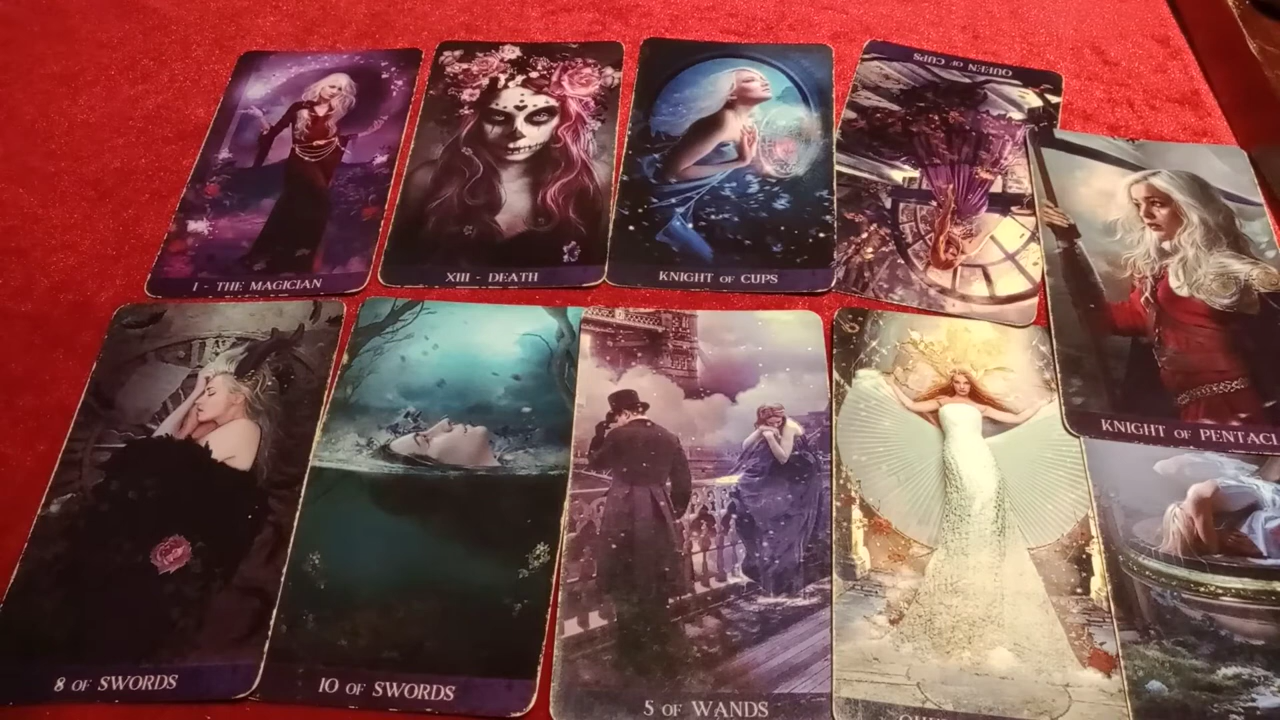 I - THE MAGICIAN
XIII - DEATH
KNIGHT OF CUPS
QUEEN OF CUPS
KNIGHT OF PENTACL
8 OF SWORDS
10 OF SWORDS
5 OF WANDS